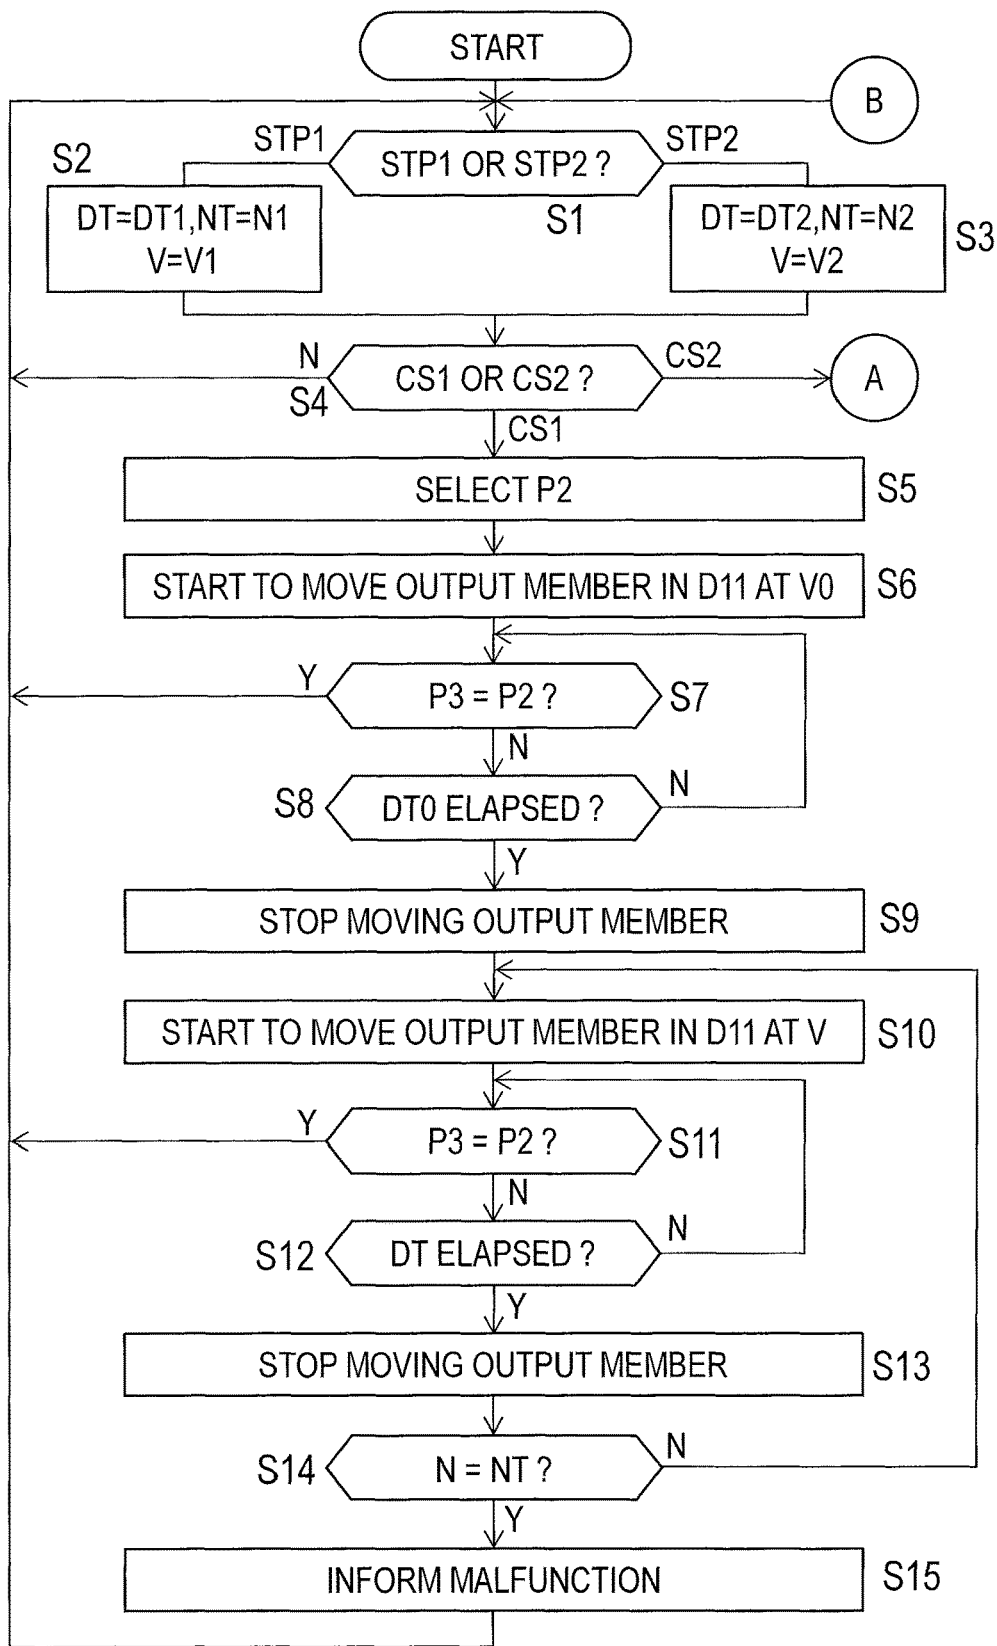 START
B
STP1
STP1 OR STP2 ?
STP2
S1
S2
DT=DT1,NT=N1
V=V1
DT=DT2,NT=N2
V=V2
S3
N
CS1 OR CS2 ?
CS2
A
S4
CS1
SELECT P2
S5
START TO MOVE OUTPUT MEMBER IN D11 AT V0
S6
Y
P3 = P2 ?
S7
N
S8
DT0 ELAPSED ?
N
Y
STOP MOVING OUTPUT MEMBER
S9
START TO MOVE OUTPUT MEMBER IN D11 AT V
S10
Y
P3 = P2 ?
S11
N
S12
DT ELAPSED ?
N
Y
STOP MOVING OUTPUT MEMBER
S13
S14
N = NT ?
N
Y
INFORM MALFUNCTION
S15